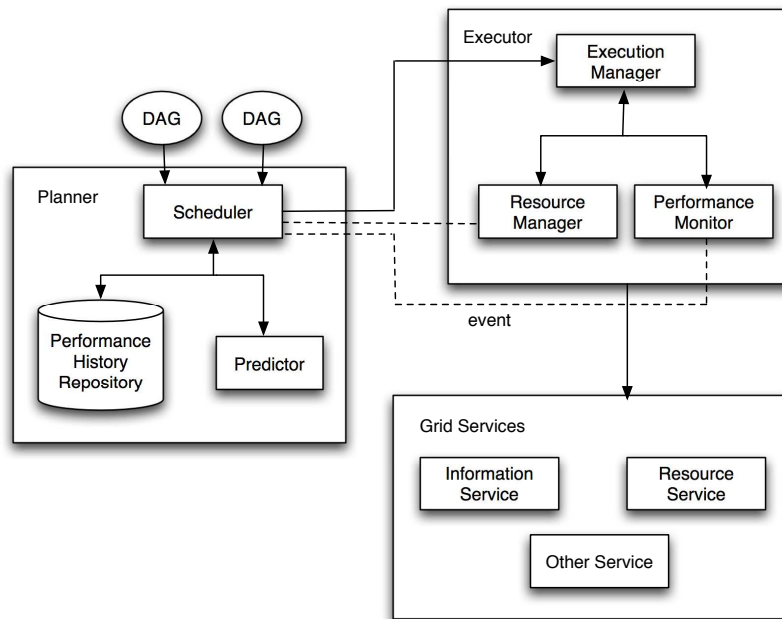 Executor
Execution
Manager
DAG
DAG
Planner
Scheduler
Resource
Manager
Performance
Monitor
event
Performance
History
Repository
Predictor
Grid Services
Information
Service
Resource
Service
Other Service